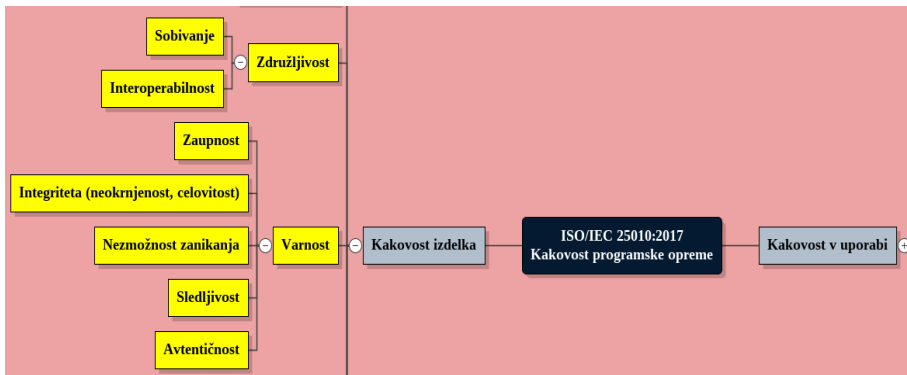 Sobivanje
Združljivost
Interoperabilnost
Zaupnost
Integriteta (neokrnjenost, celovitost)
Nezmožnost zanikanja
Varnost
Kakovost izdelka
ISO/IEC 25010:2017
Kakovost programske opreme
Kakovost v uporabi
Sledljivost
Avtentičnost